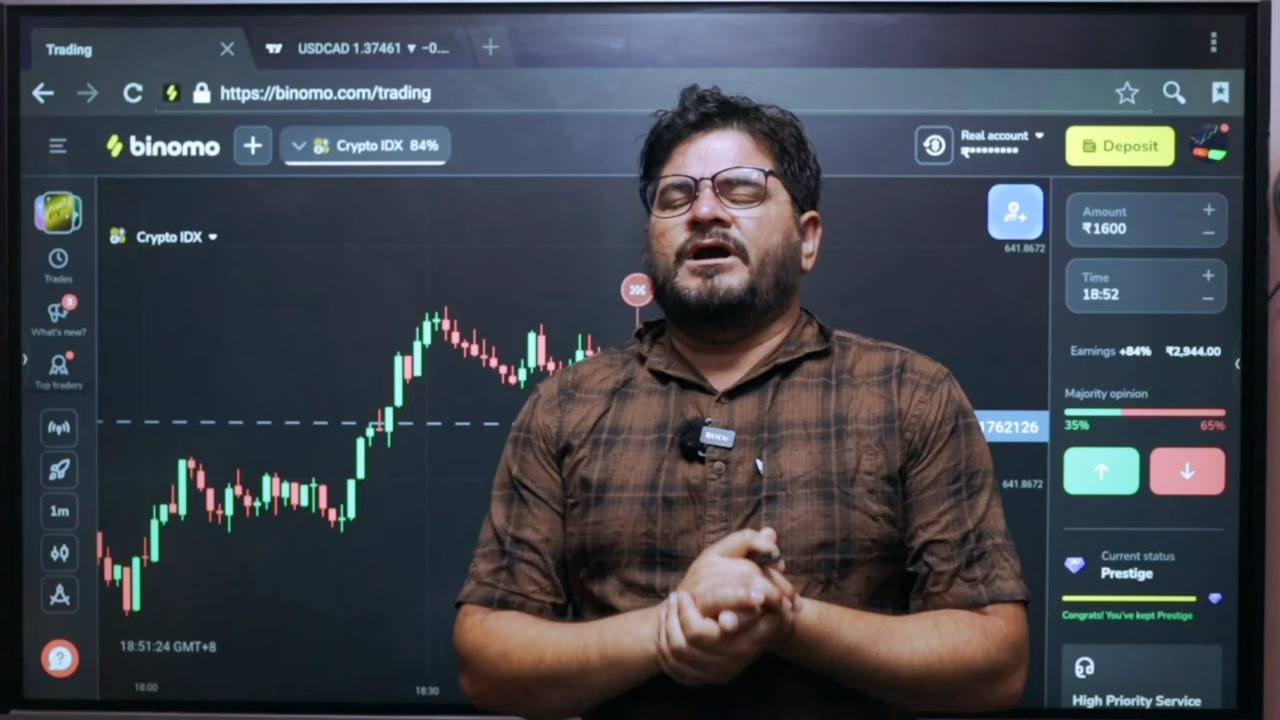 Trading
USDCAD 1.37461 ▼ −0....
https://binomo.com/trading
binomo
Crypto IDX 84%
Real account
₹•••••••••
Deposit
Crypto IDX
641.8672
Amount
₹1600
Trades
Time
18:52
3
What's new?
Top traders
Earnings +84% ₹2,944.00
Majority opinion
35% 65%
1762126
641.8672
1m
Current status
Prestige
Congrats! You've kept Prestige
18:51:24 GMT+8
18:00
18:30
High Priority Service